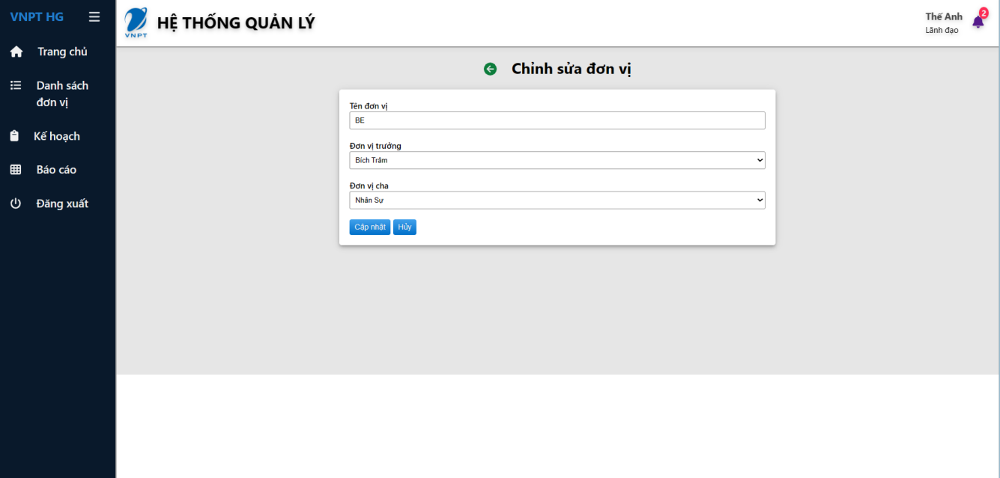 VNPT HG
Trang chủ
Danh sách
đơn vị
Kế hoạch
Báo cáo
Đăng xuất
VNPT
HỆ THỐNG QUẢN LÝ
Thế Anh
Lãnh đạo
2
Chỉnh sửa đơn vị
Tên đơn vị
BE
Đơn vị trưởng
Bích Trâm
Đơn vị cha
Nhân Sự
Cập nhật
Hủy